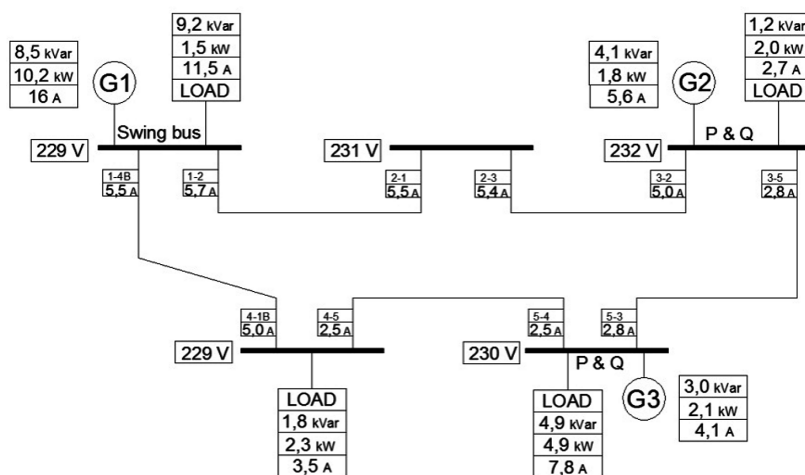 8,5 kVar
10,2 kW
16 A
G1
9,2 kVar
1,5 kW
11,5 A
LOAD
4,1 kVar
1,8 kW
5,6 A
G2
1,2 kVar
2,0 kW
2,7 A
LOAD
229 V
Swing bus
231 V
232 V
P & Q
1-4B
5,5 A
1-2
5,7 A
2-1
5,5 A
2-3
5,4 A
3-2
5,0 A
3-5
2,8 A
4-1B
5,0 A
4-5
2,5 A
5-4
2,5 A
5-3
2,8 A
229 V
230 V
P & Q
LOAD
1,8 kVar
2,3 kW
3,5 A
LOAD
4,9 kVar
4,9 kW
7,8 A
G3
3,0 kVar
2,1 kW
4,1 A